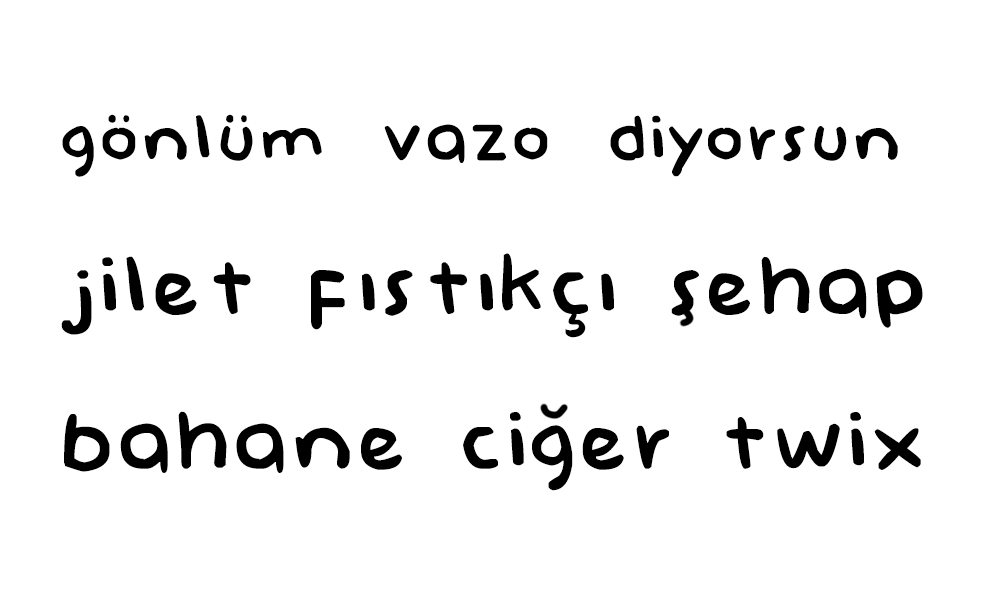 gönlüm vazo diyorsun
jilet fıstıkçı şehap
bahane ciğer twix